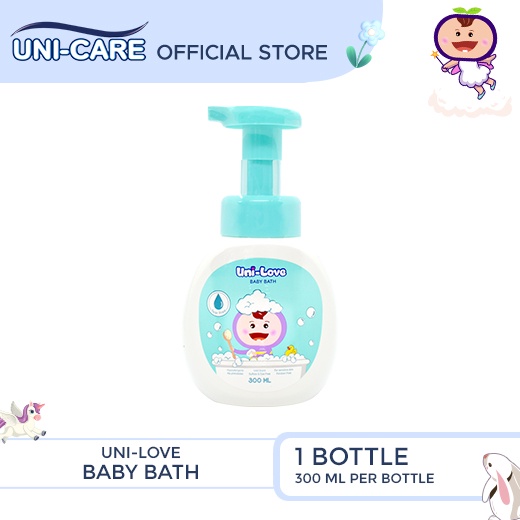 UNI-CARE OFFICIAL STORE
Uni-Love
BABY BATH
300 ML
UNI-LOVE
BABY BATH
1 BOTTLE
300 ML PER BOTTLE